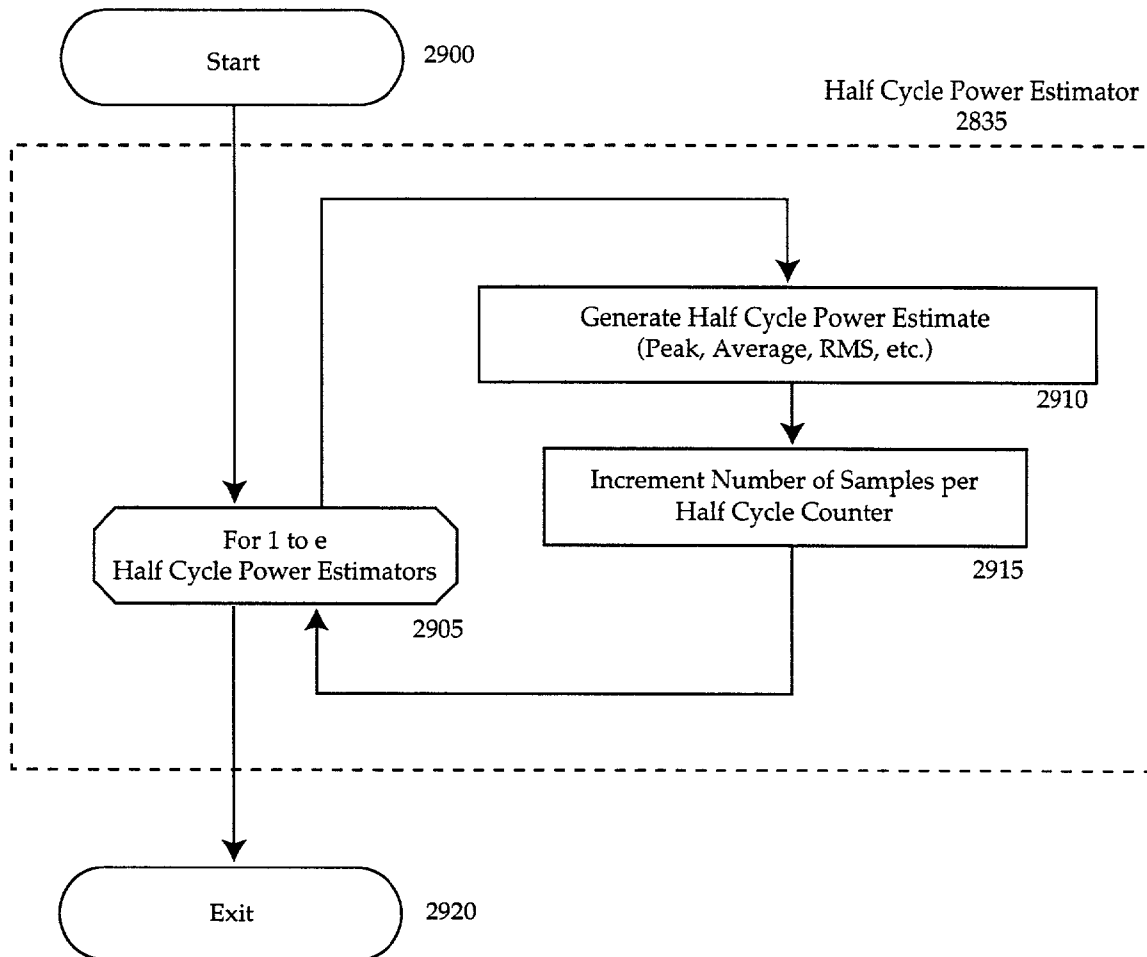 Start
2900
Half Cycle Power Estimator
2835
Generate Half Cycle Power Estimate
(Peak, Average, RMS, etc.)
2910
Increment Number of Samples per
Half Cycle Counter
2915
For 1 to e
Half Cycle Power Estimators
2905
Exit
2920